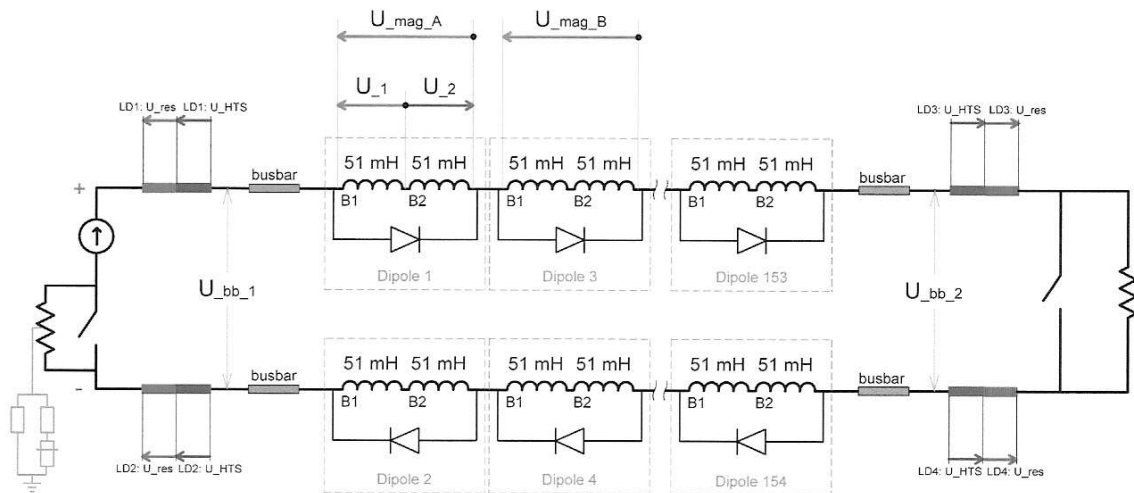 U_mag_A U_mag_B
U_1 U_2
LD1: U_res LD1: U_HTS
LD3: U_HTS LD3: U_res
51 mH 51 mH 51 mH 51 mH 51 mH 51 mH
busbar busbar
+
B1 B2 B1 B2 B1 B2
Dipole 1 Dipole 3 Dipole 153
U_bb_1 U_bb_2
51 mH 51 mH 51 mH 51 mH 51 mH 51 mH
busbar busbar
-
B1 B2 B1 B2 B1 B2
LD2: U_res LD2: U_HTS
LD4: U_HTS LD4: U_res
Dipole 2 Dipole 4 Dipole 154